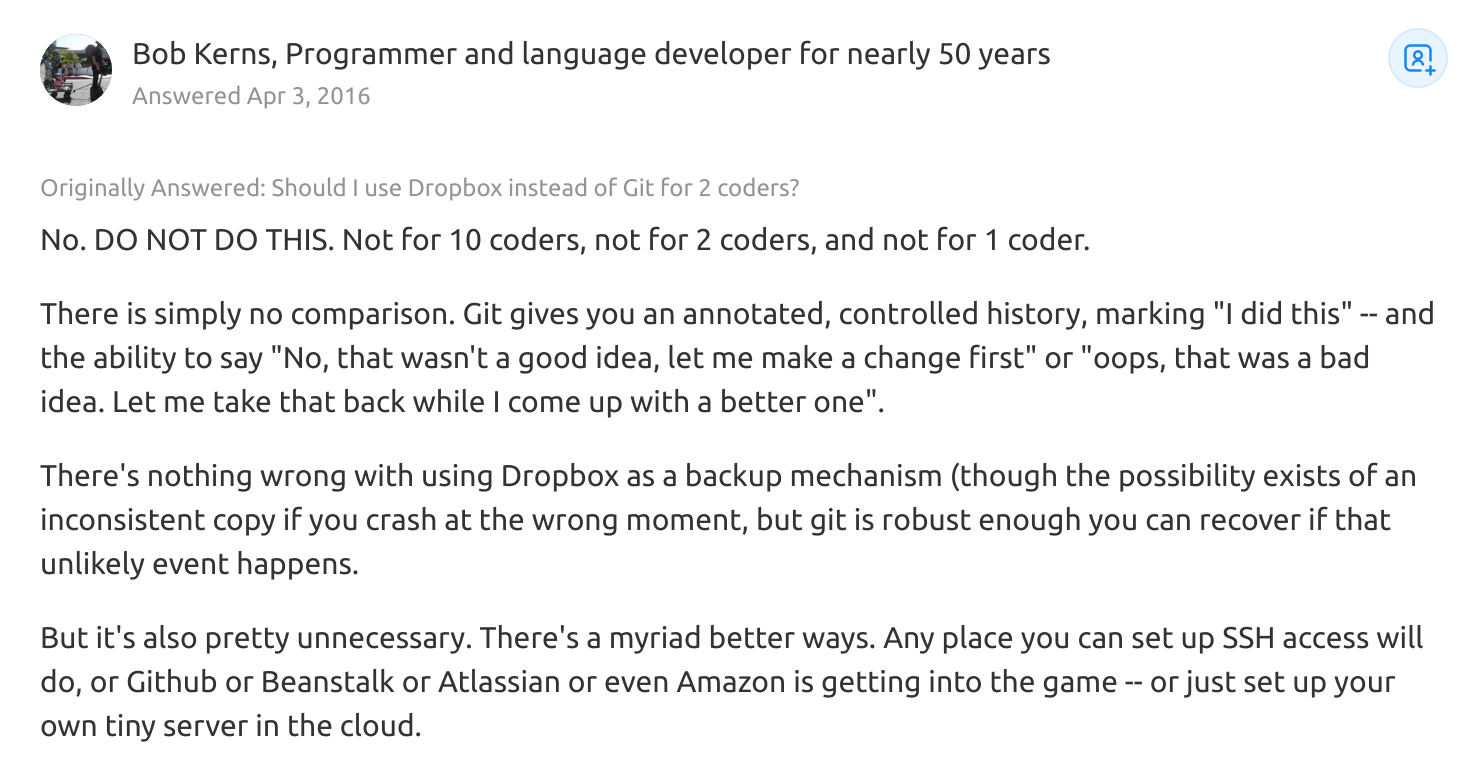 Bob Kerns, Programmer and language developer for nearly 50 years
Answered Apr 3, 2016
Originally Answered: Should I use Dropbox instead of Git for 2 coders?
No. DO NOT DO THIS. Not for 10 coders, not for 2 coders, and not for 1 coder.
There is simply no comparison. Git gives you an annotated, controlled history, marking "I did this" -- and
the ability to say "No, that wasn't a good idea, let me make a change first" or "oops, that was a bad
idea. Let me take that back while I come up with a better one".
There's nothing wrong with using Dropbox as a backup mechanism (though the possibility exists of an
inconsistent copy if you crash at the wrong moment, but git is robust enough you can recover if that
unlikely event happens.
But it's also pretty unnecessary. There's a myriad better ways. Any place you can set up SSH access will
do, or Github or Beanstalk or Atlassian or even Amazon is getting into the game -- or just set up your
own tiny server in the cloud.